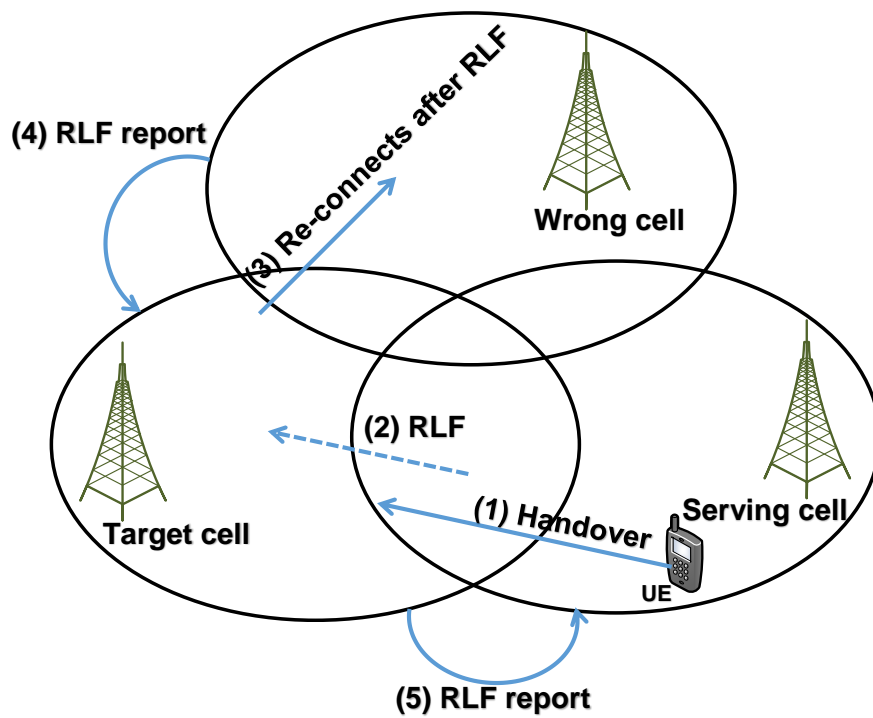 (3) Re-connects after RLF
(4) RLF report
Wrong cell
(2) RLF
(1) Handover
Serving cell
Target cell
UE
(5) RLF report